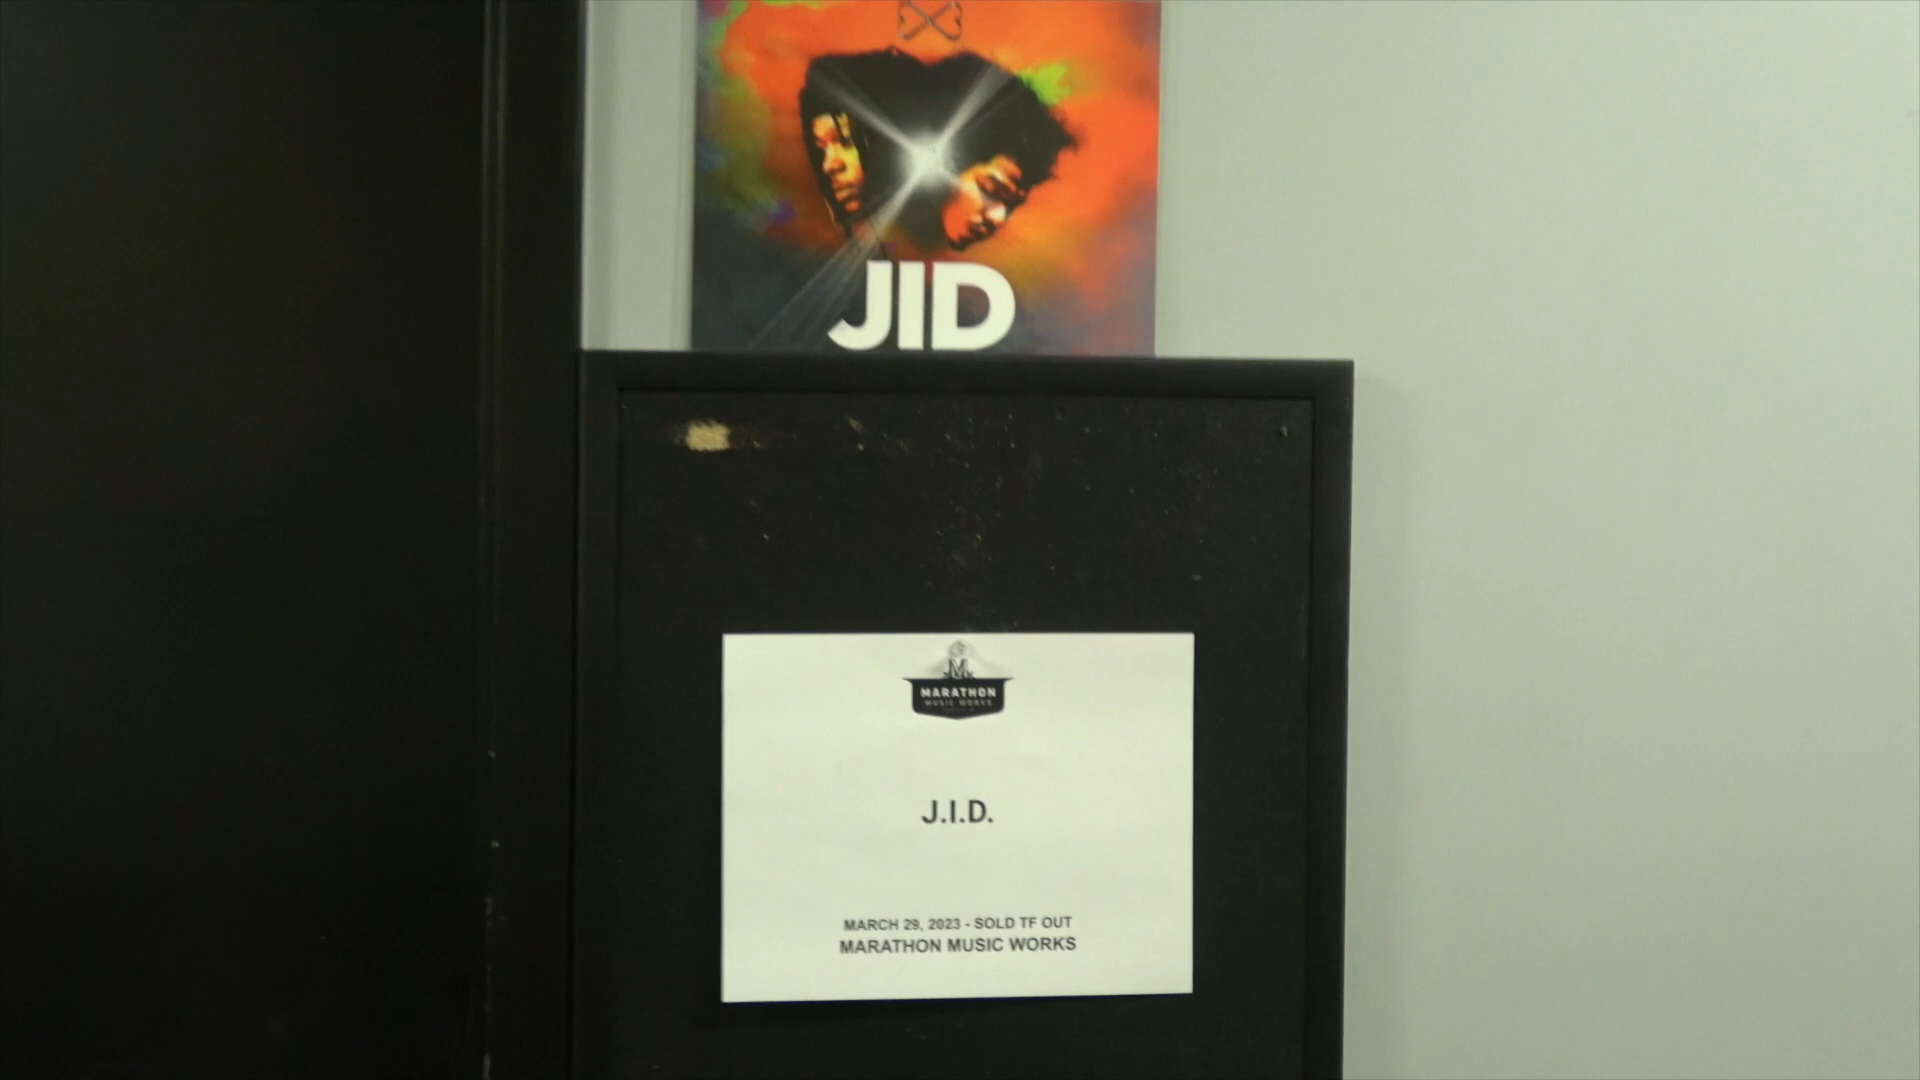 JID
M
MARATHON
MUSIC WORKS
J.I.D.
MARCH 29, 2023 - SOLD TF OUT
MARATHON MUSIC WORKS